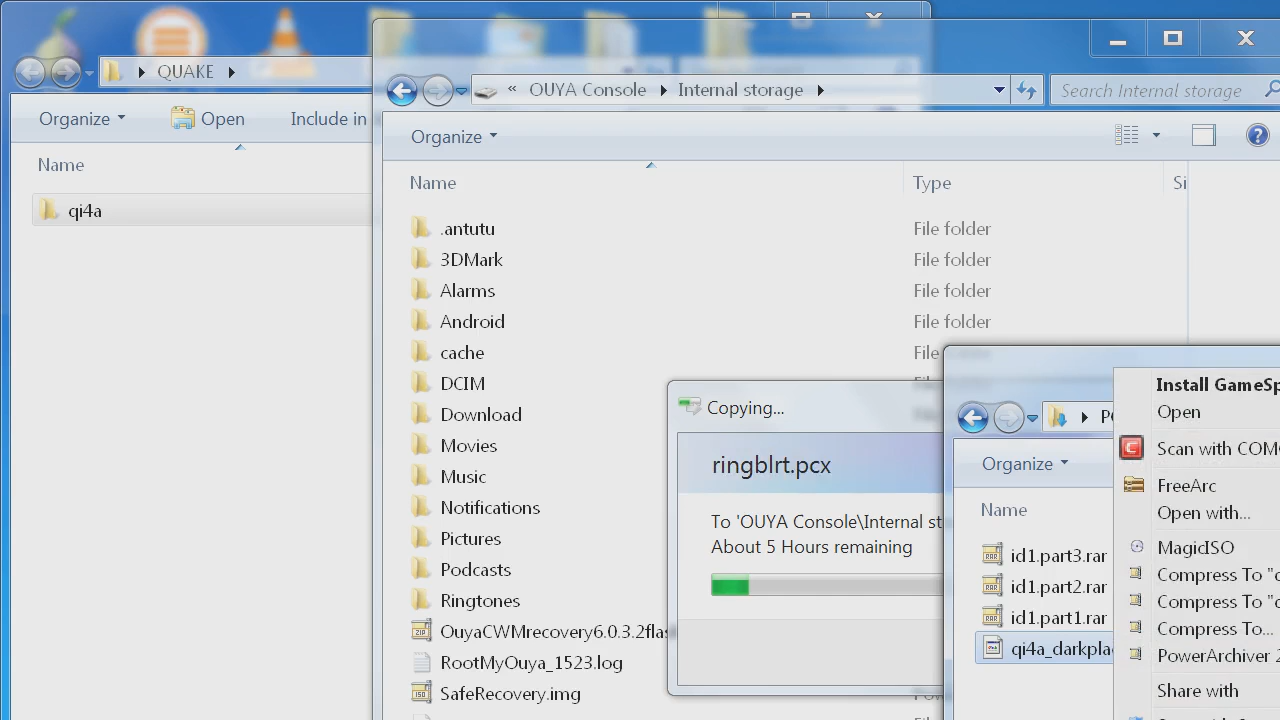 QUAKE
Organize
Open
Include in
Name
qi4a
« OUYA Console
Internal storage
Search Internal storage
Organize
Name
Type
Si
.antutu
File folder
3DMark
File folder
Alarms
File folder
Android
File folder
cache
File
DCIM
Download
Movies
Music
Notifications
Pictures
Podcasts
Ringtones
OuyaCWMrecovery6.0.3.2flas
RootMyOuya_1523.log
SafeRecovery.img
Copying...
ringblrt.pcx
To 'OUYA Console\Internal st
About 5 Hours remaining
Organize
Name
id1.part3.rar
id1.part2.rar
id1.part1.rar
qi4a_darkpla
Install GameSp
Open
Scan with COMO
FreeArc
Open with...
MagicISO
Compress To "q
Compress To "q
Compress To...
PowerArchiver
Share with